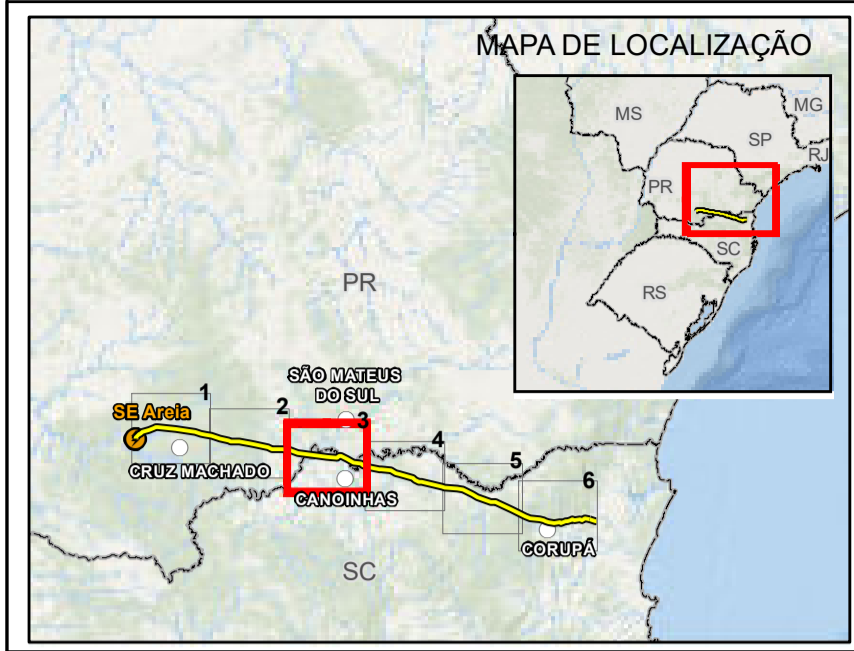 MAPA DE LOCALIZAÇÃO
MS
MG
SP
RJ
PR
SC
RS
PR
SÃO MATEUS
DO SUL
1
2
3
4
5
6
SE Areia
CRUZ MACHADO
CANOINHAS
CORUPÁ
SC